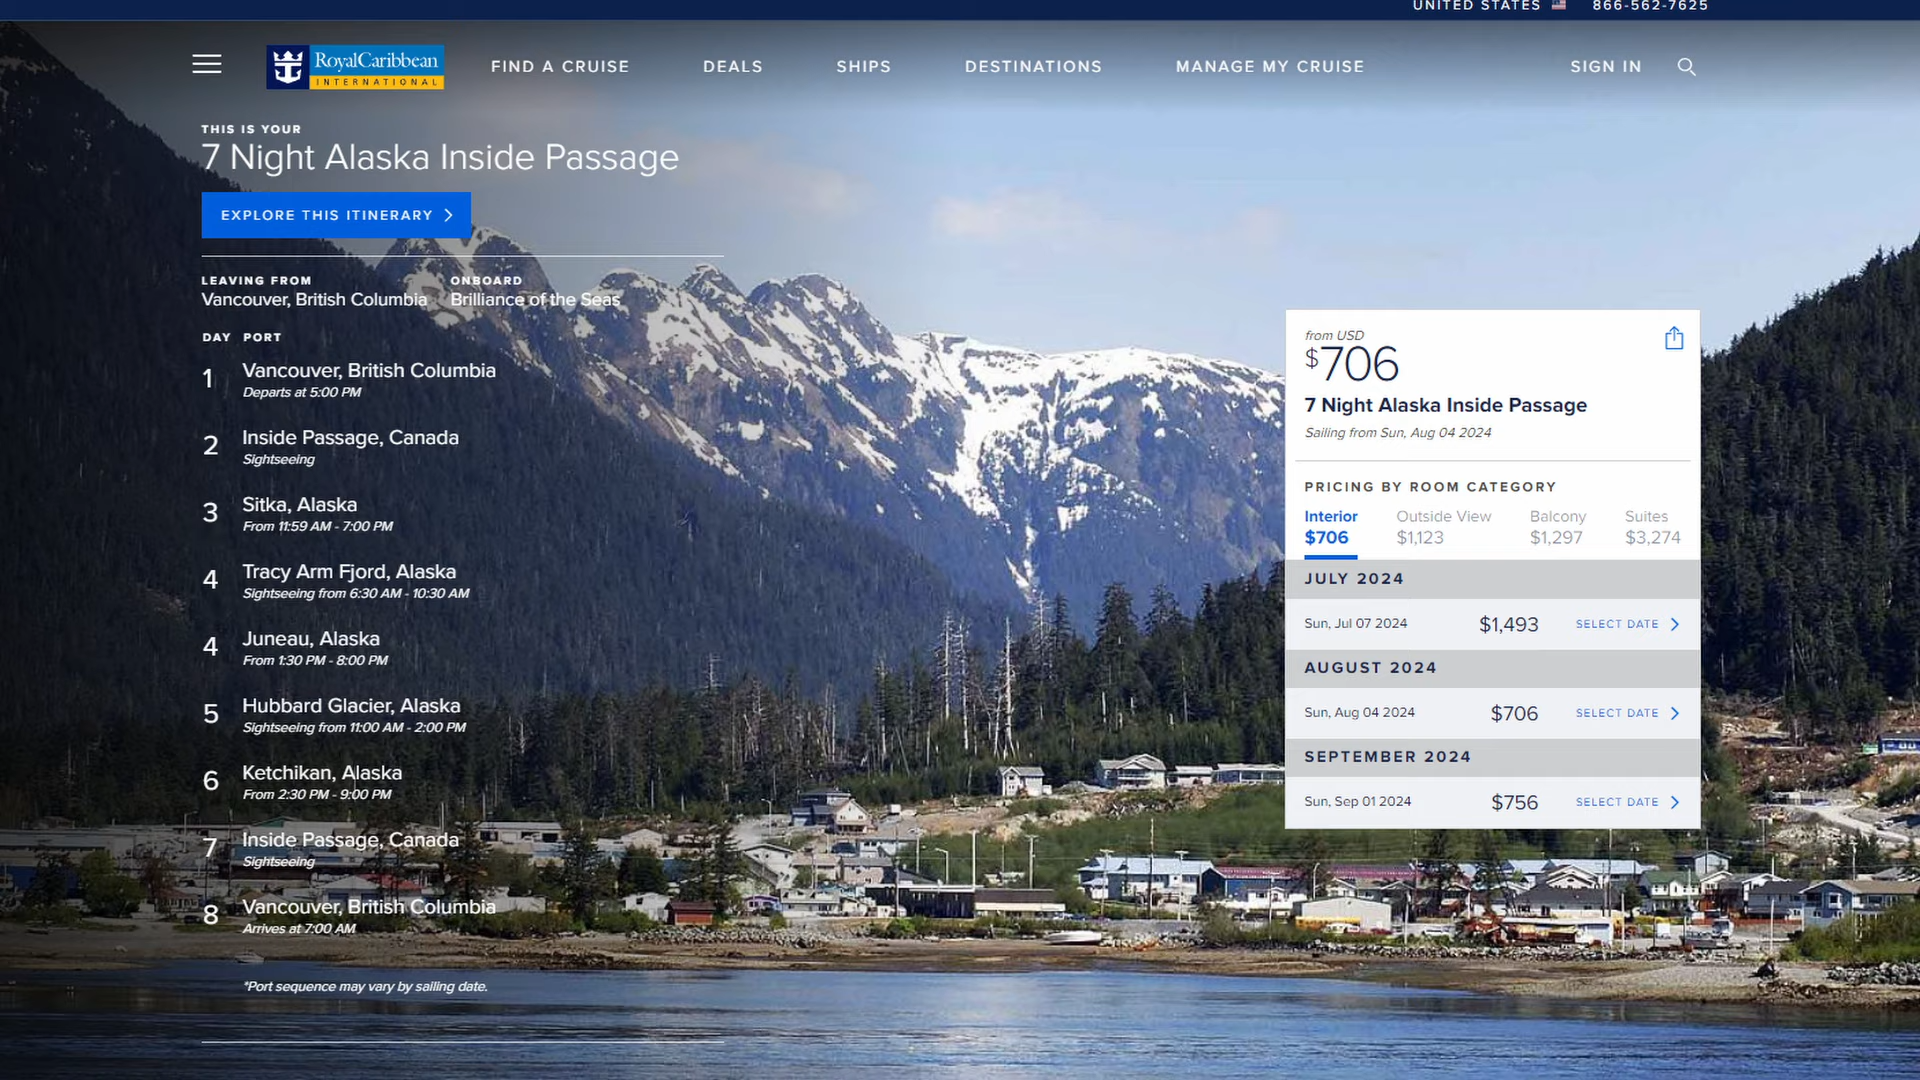 UNITED STATES 866-562-7625
RoyalCaribbean
INTERNATIONAL
FIND A CRUISE DEALS SHIPS DESTINATIONS MANAGE MY CRUISE SIGN IN
THIS IS YOUR
7 Night Alaska Inside Passage
EXPLORE THIS ITINERARY
LEAVING FROM ONBOARD
Vancouver, British Columbia Brilliance of the Seas
DAY PORT
1 Vancouver, British Columbia
Departs at 5:00 PM
2 Inside Passage, Canada
Sightseeing
3 Sitka, Alaska
From 11:59 AM - 7:00 PM
4 Tracy Arm Fjord, Alaska
Sightseeing from 6:30 AM - 10:30 AM
4 Juneau, Alaska
From 1:30 PM - 8:00 PM
5 Hubbard Glacier, Alaska
Sightseeing from 11:00 AM - 2:00 PM
6 Ketchikan, Alaska
From 2:30 PM - 9:00 PM
7 Inside Passage, Canada
Sightseeing
8 Vancouver, British Columbia
Arrives at 7:00 AM
*Port sequence may vary by sailing date.
from USD
$706
7 Night Alaska Inside Passage
Sailing from Sun, Aug 04 2024
PRICING BY ROOM CATEGORY
Interior Outside View Balcony Suites
$706 $1,123 $1,297 $3,274
JULY 2024
Sun, Jul 07 2024 $1,493 SELECT DATE
AUGUST 2024
Sun, Aug 04 2024 $706 SELECT DATE
SEPTEMBER 2024
Sun, Sep 01 2024 $756 SELECT DATE